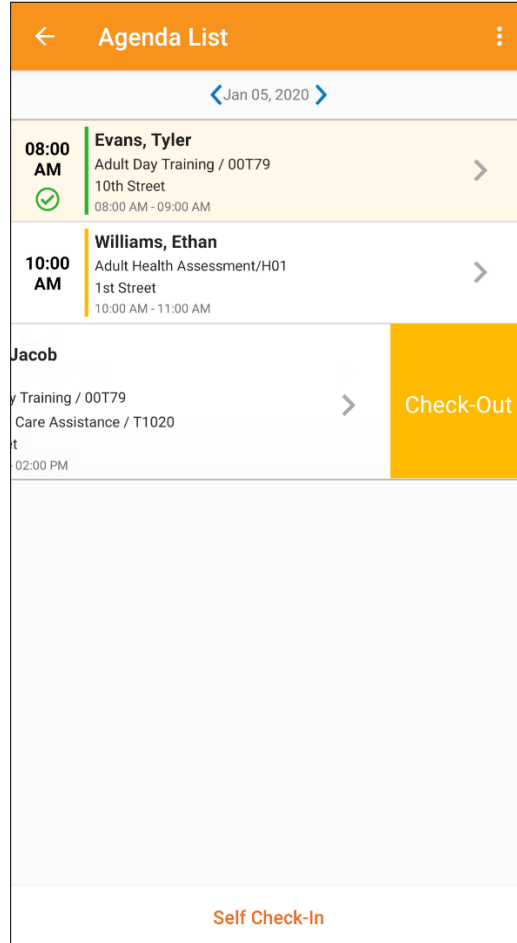 Agenda List
Jan 05, 2020
08:00
AM
Evans, Tyler
Adult Day Training / 00T79
10th Street
08:00 AM - 09:00 AM
10:00
AM
Williams, Ethan
Adult Health Assessment/H01
1st Street
10:00 AM - 11:00 AM
Jacob
y Training / 00T79
Care Assistance / T1020
et
- 02:00 PM
Check-Out
Self Check-In